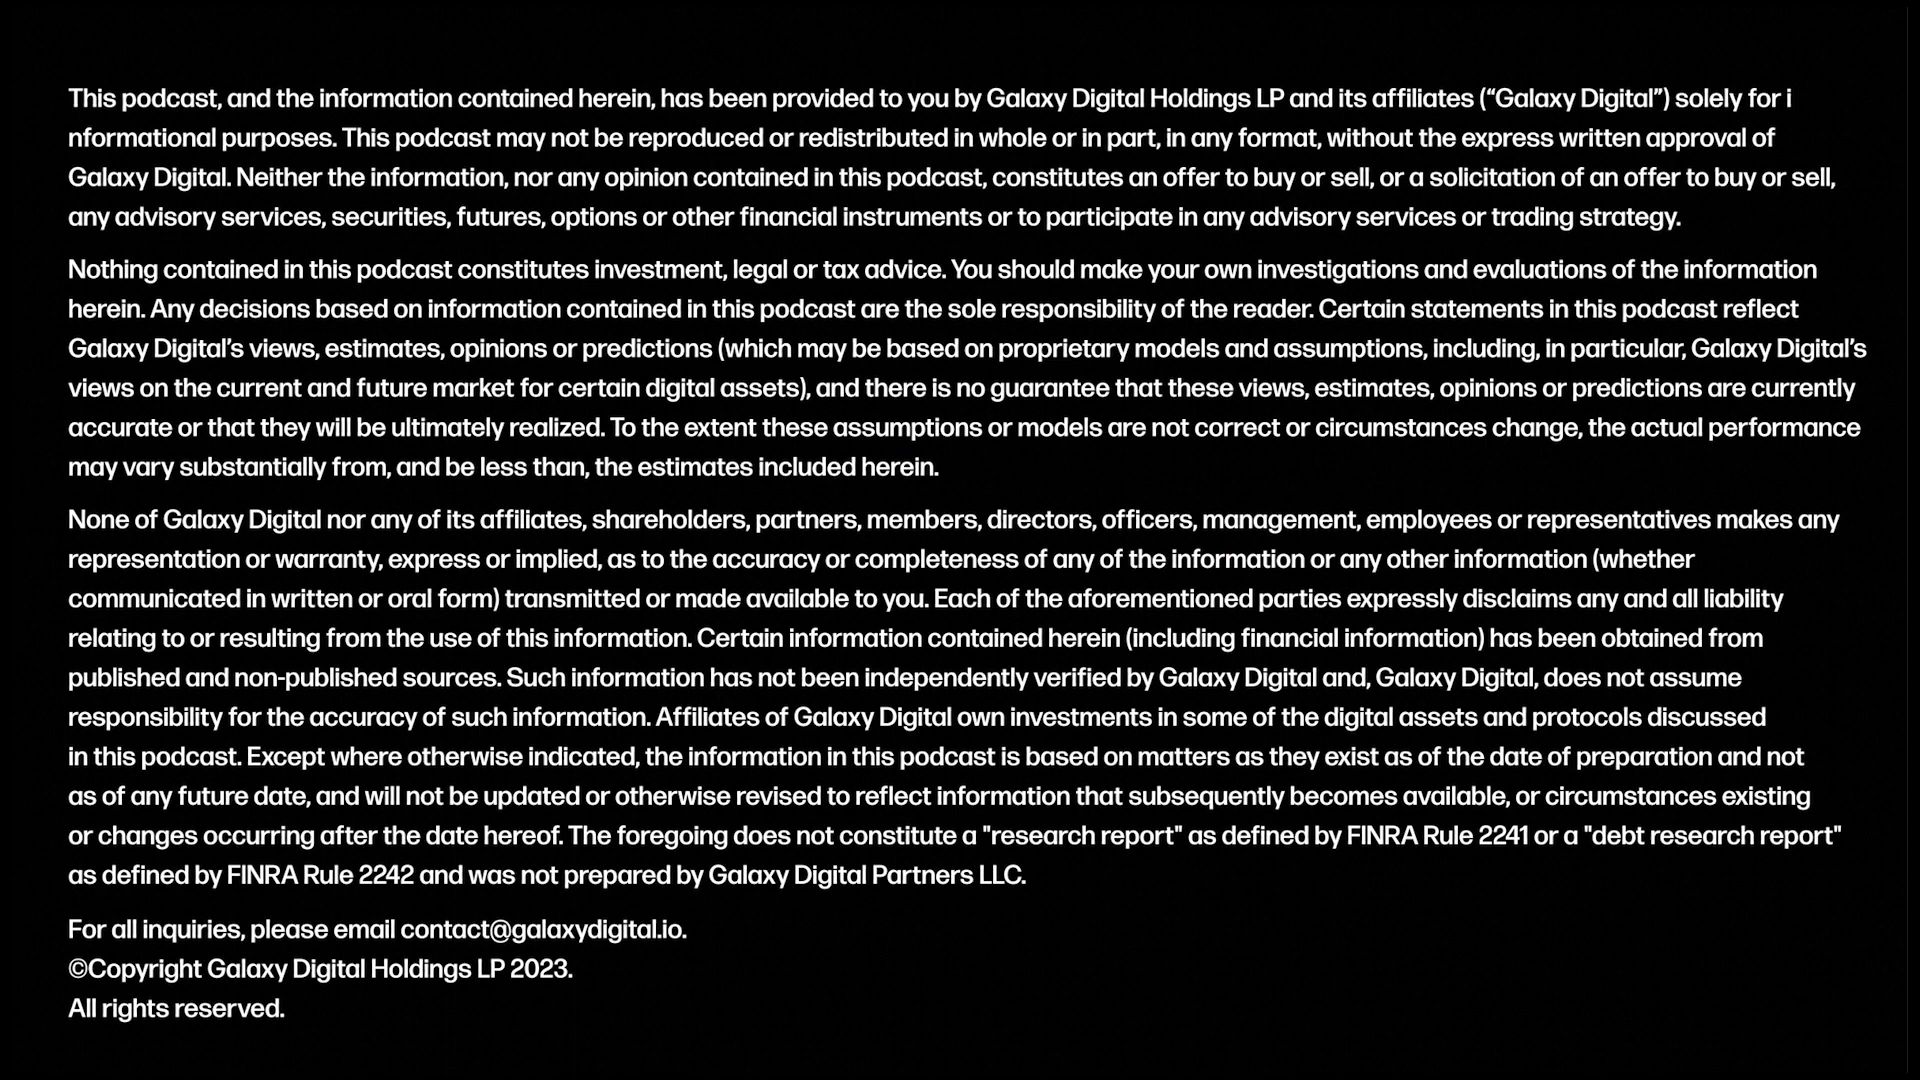 This podcast, and the information contained herein, has been provided to you by Galaxy Digital Holdings LP and its affiliates (“Galaxy Digital”) solely for i
nformational purposes. This podcast may not be reproduced or redistributed in whole or in part, in any format, without the express written approval of
Galaxy Digital. Neither the information, nor any opinion contained in this podcast, constitutes an offer to buy or sell, or a solicitation of an offer to buy or sell,
any advisory services, securities, futures, options or other financial instruments or to participate in any advisory services or trading strategy.
Nothing contained in this podcast constitutes investment, legal or tax advice. You should make your own investigations and evaluations of the information
herein. Any decisions based on information contained in this podcast are the sole responsibility of the reader. Certain statements in this podcast reflect
Galaxy Digital’s views, estimates, opinions or predictions (which may be based on proprietary models and assumptions, including, in particular, Galaxy Digital’s
views on the current and future market for certain digital assets), and there is no guarantee that these views, estimates, opinions or predictions are currently
accurate or that they will be ultimately realized. To the extent these assumptions or models are not correct or circumstances change, the actual performance
may vary substantially from, and be less than, the estimates included herein.
None of Galaxy Digital nor any of its affiliates, shareholders, partners, members, directors, officers, management, employees or representatives makes any
representation or warranty, express or implied, as to the accuracy or completeness of any of the information or any other information (whether
communicated in written or oral form) transmitted or made available to you. Each of the aforementioned parties expressly disclaims any and all liability
relating to or resulting from the use of this information. Certain information contained herein (including financial information) has been obtained from
published and non-published sources. Such information has not been independently verified by Galaxy Digital and, Galaxy Digital, does not assume
responsibility for the accuracy of such information. Affiliates of Galaxy Digital own investments in some of the digital assets and protocols discussed
in this podcast. Except where otherwise indicated, the information in this podcast is based on matters as they exist as of the date of preparation and not
as of any future date, and will not be updated or otherwise revised to reflect information that subsequently becomes available, or circumstances existing
or changes occurring after the date hereof. The foregoing does not constitute a "research report" as defined by FINRA Rule 2241 or a "debt research report"
as defined by FINRA Rule 2242 and was not prepared by Galaxy Digital Partners LLC.
For all inquiries, please email contact@galaxydigital.io.
©Copyright Galaxy Digital Holdings LP 2023.
All rights reserved.